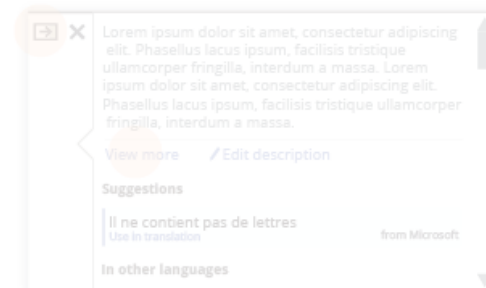 Lorem ipsum dolor sit amet, consectetur adipiscing
elit. Phasellus lacus ipsum, facilisis tristique
ullamcorper fringilla, interdum a massa. Lorem
ipsum dolor sit amet, consectetur adipiscing elit.
Phasellus lacus ipsum, facilisis tristique ullamcorper
fringilla, interdum a massa.
View more Edit description
Suggestions
Il ne contient pas de lettres
Use in translation from Microsoft
In other languages